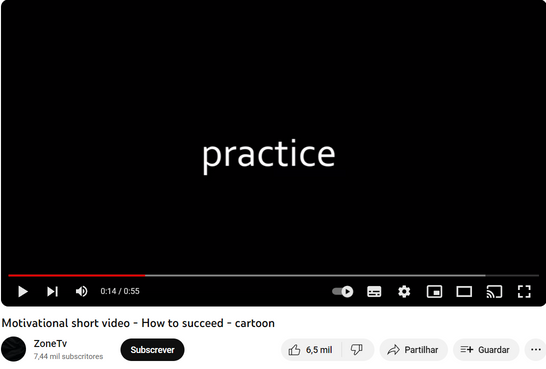 practice
0:14 / 0:55
Motivational short video - How to succeed - cartoon
ZoneTv
7,44 mil subscritores
Subscrever
6,5 mil
Partilhar
Guardar